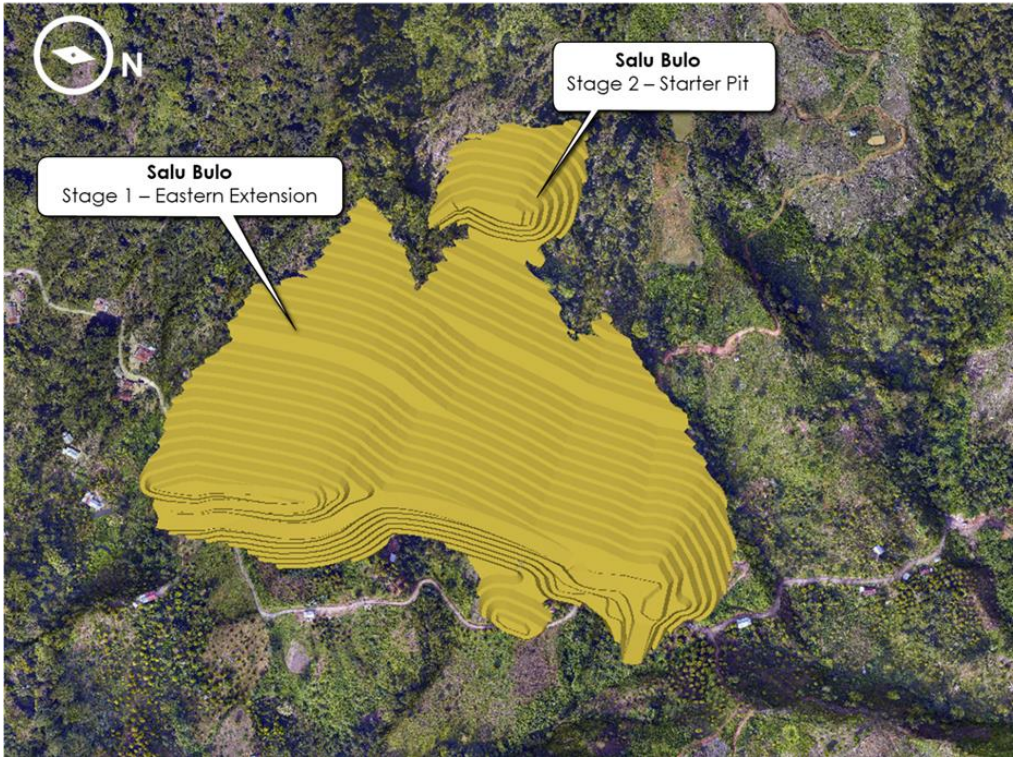 N
Salu Bulo
Stage 2 – Starter Pit
Salu Bulo
Stage 1 – Eastern Extension